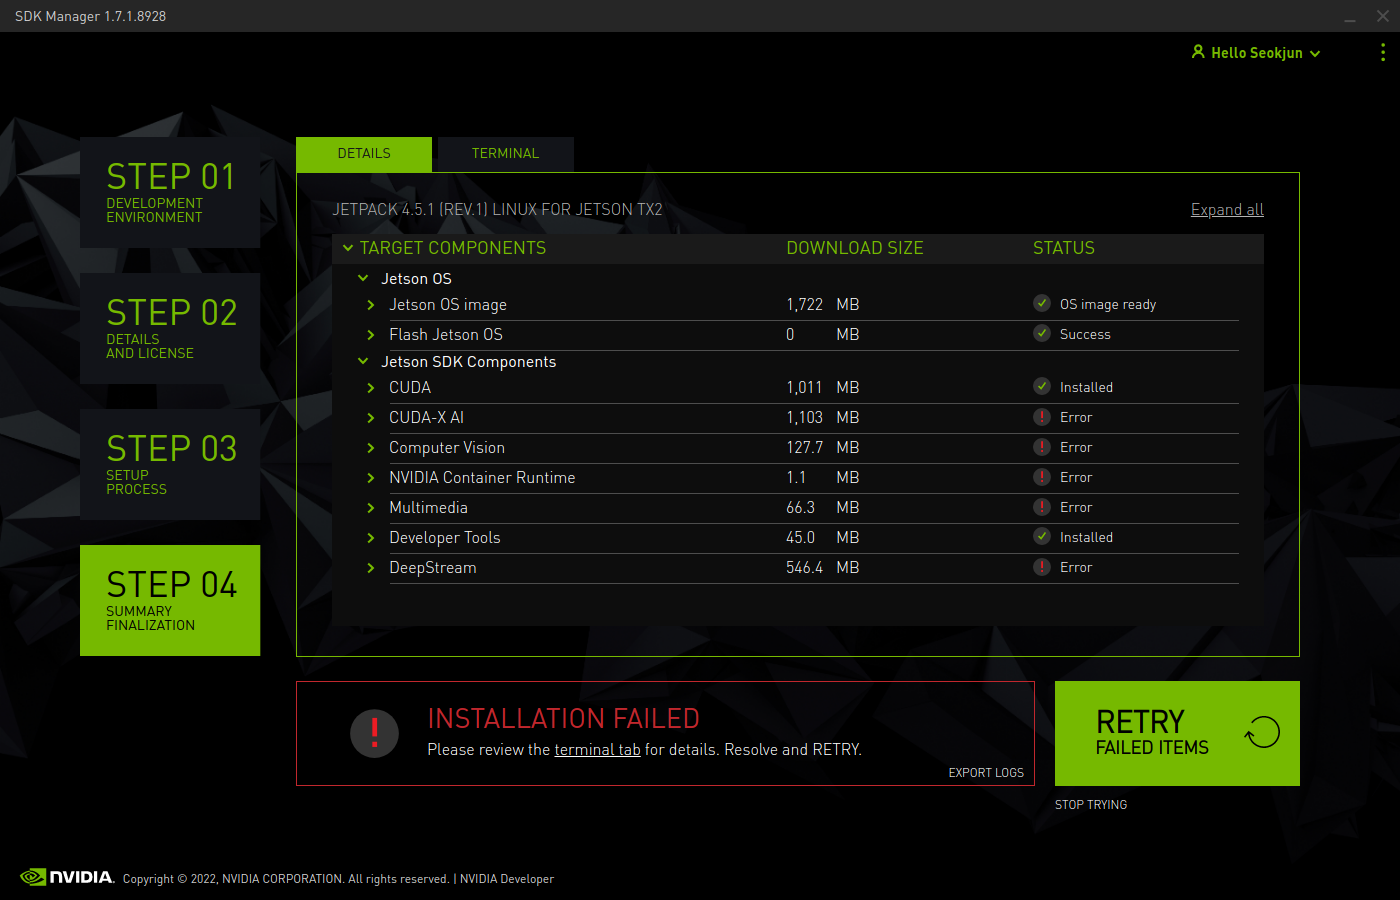 SDK Manager 1.7.1.8928
Hello Seokjun
STEP 01
DEVELOPMENT
ENVIRONMENT
STEP 02
DETAILS
AND LICENSE
STEP 03
SETUP
PROCESS
STEP 04
SUMMARY
FINALIZATION
DETAILS TERMINAL
JETPACK 4.5.1 (REV.1) LINUX FOR JETSON TX2 Expand all
TARGET COMPONENTS DOWNLOAD SIZE STATUS
Jetson OS
Jetson OS image 1,722 MB OS image ready
Flash Jetson OS 0 MB Success
Jetson SDK Components
CUDA 1,011 MB Installed
CUDA-X AI 1,103 MB Error
Computer Vision 127.7 MB Error
NVIDIA Container Runtime 1.1 MB Error
Multimedia 66.3 MB Error
Developer Tools 45.0 MB Installed
DeepStream 546.4 MB Error
INSTALLATION FAILED
Please review the terminal tab for details. Resolve and RETRY.
EXPORT LOGS
RETRY
FAILED ITEMS
STOP TRYING
NVIDIA. Copyright © 2022, NVIDIA CORPORATION. All rights reserved. | NVIDIA Developer